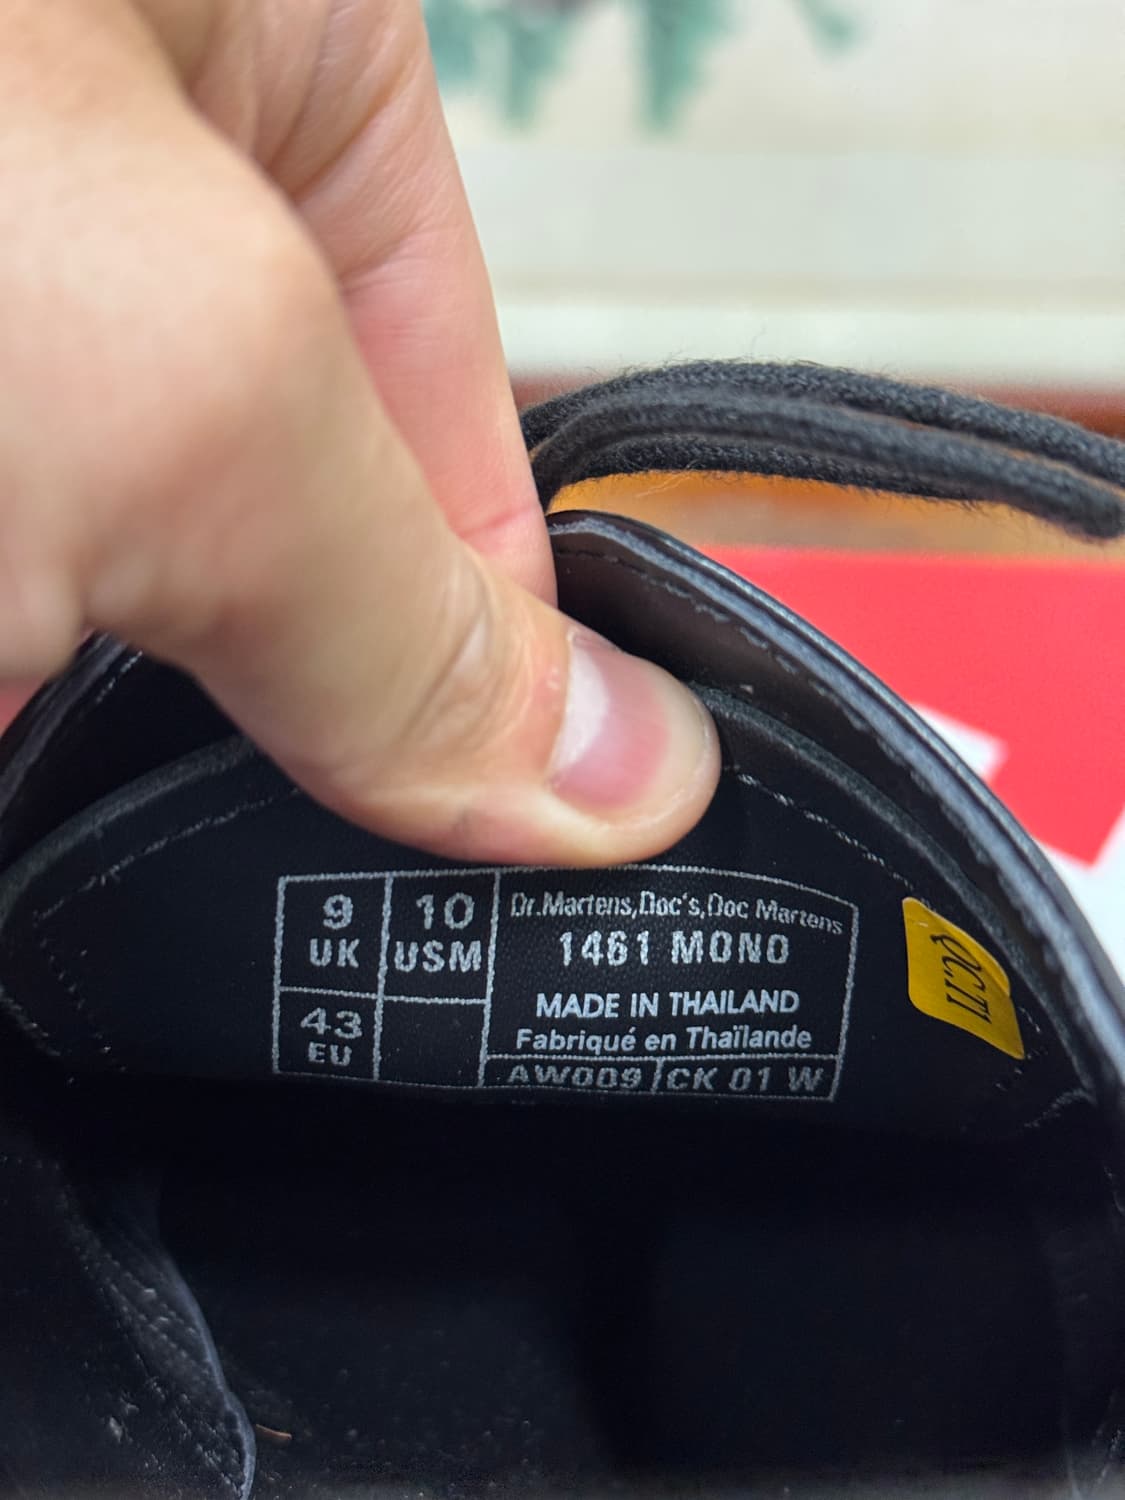 9
UK
10
USM
43
EU
Dr.Martens,Doc's,Doc Martens
1461 MONO
MADE IN THAILAND
Fabriqué en Thaïlande
AW009 CK 01 W